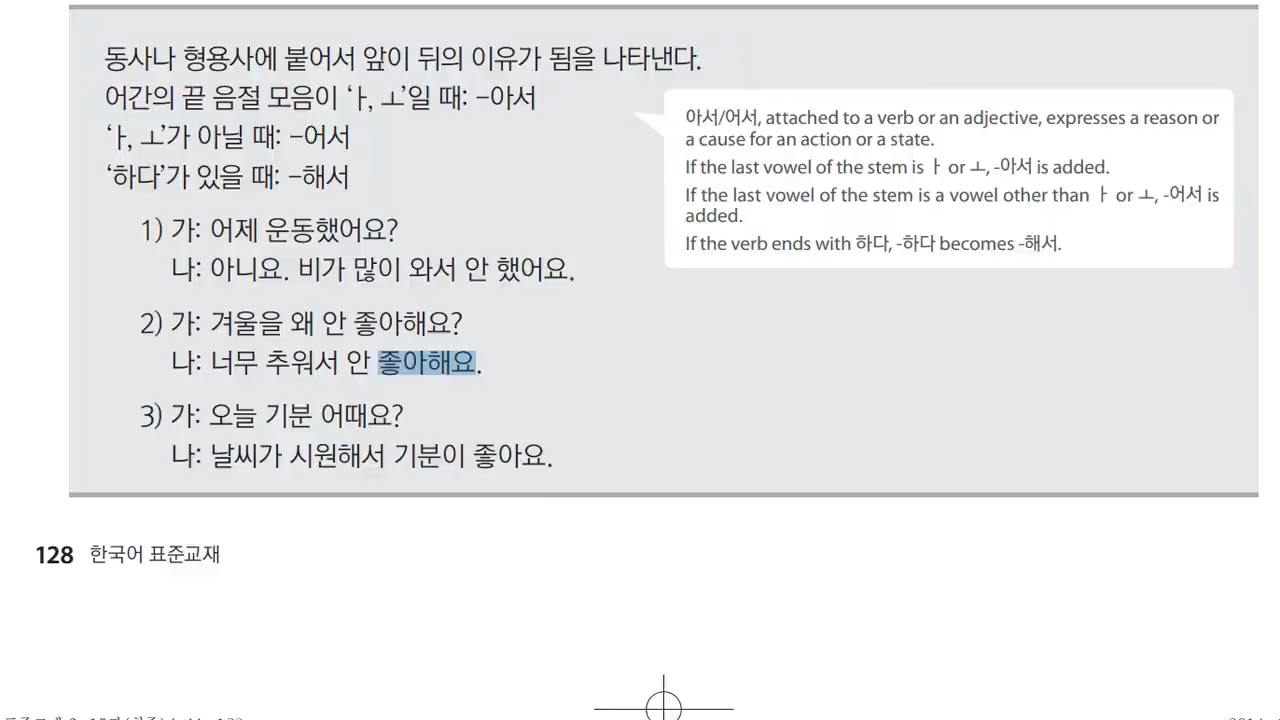 동사나 형용사에 붙어서 앞이 뒤의 이유가 됨을 나타낸다.
어간의 끝 음절 모음이 ‘ㅏ, ㅗ’일 때: –아서
‘ㅏ, ㅗ’가 아닐 때: –어서
‘하다’가 있을 때: –해서
아서/어서, attached to a verb or an adjective, expresses a reason or
a cause for an action or a state.
If the last vowel of the stem is ㅏ or ㅗ, -아서 is added.
If the last vowel of the stem is a vowel other than ㅏ or ㅗ, -어서 is
added.
If the verb ends with 하다, -하다 becomes -해서.
1) 가: 어제 운동했어요?
나: 아니요. 비가 많이 와서 안 했어요.
2) 가: 겨울을 왜 안 좋아해요?
나: 너무 추워서 안 좋아해요.
3) 가: 오늘 기분 어때요?
나: 날씨가 시원해서 기분이 좋아요.
128 한국어 표준교재